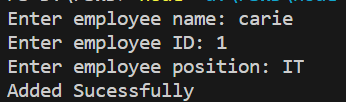 Enter employee name: carie
Enter employee ID: 1
Enter employee position: IT
Added Sucessfully